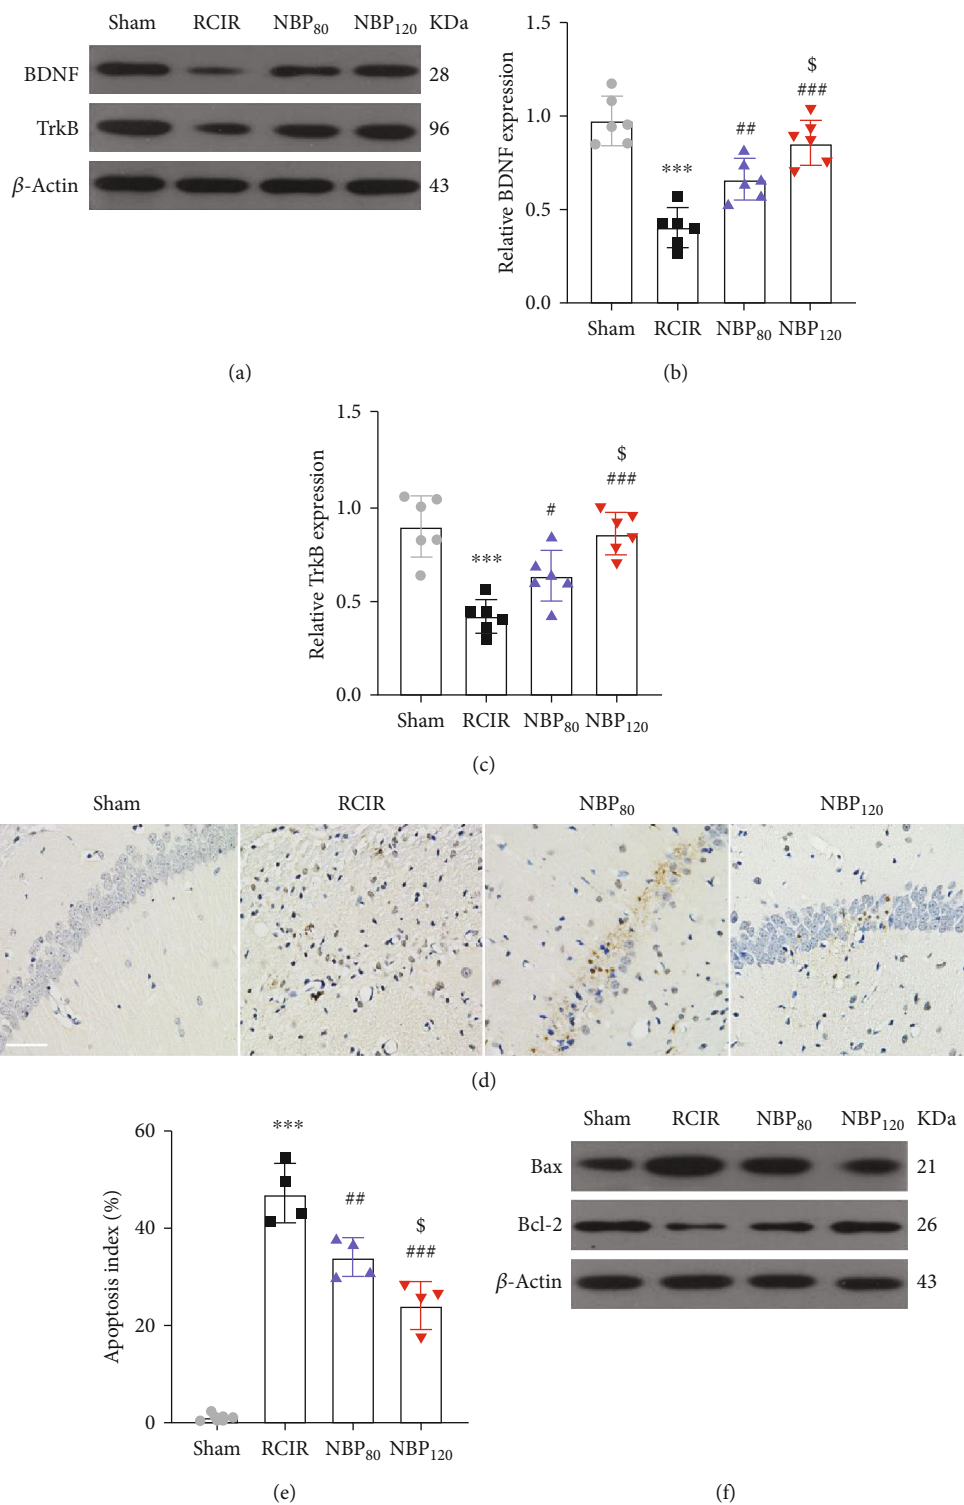 Sham RCIR NBP80 NBP120 KDa
BDNF 28
TrkB 96
β-Actin 43
(a)
Relative BDNF expression
1.5
1.0
0.5
0.0
***
##
$
###
Sham RCIR NBP80 NBP120
(b)
Relative TrkB expression
1.5
1.0
0.5
0.0
***
#
$
###
Sham RCIR NBP80 NBP120
(c)
Sham RCIR NBP80 NBP120
(d)
Apoptosis index (%)
60
40
20
0
***
##
$
###
Sham RCIR NBP80 NBP120
(e)
Sham RCIR NBP80 NBP120 KDa
Bax 21
Bcl-2 26
β-Actin 43
(f)